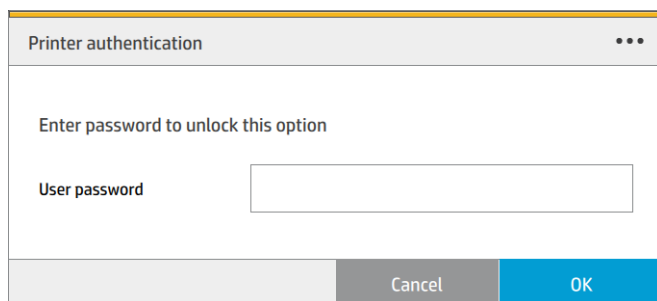 Printer authentication
Enter password to unlock this option
User password
Cancel OK